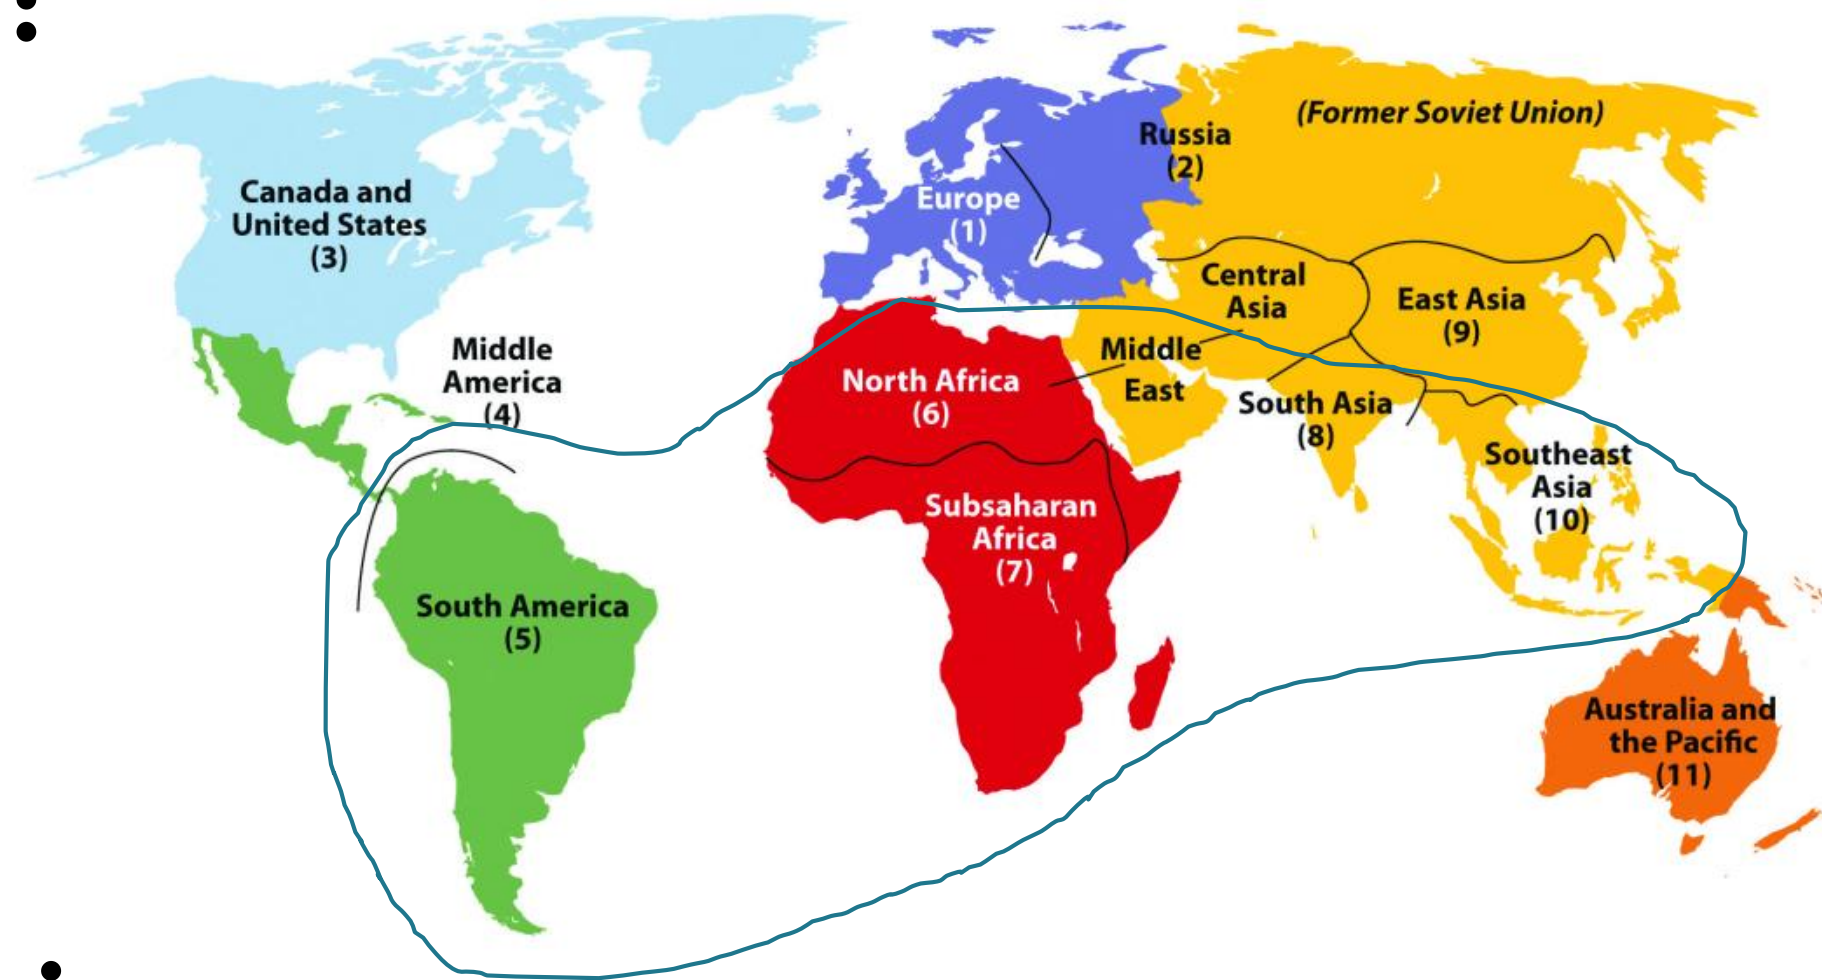 (Former Soviet Union)
Russia
(2)
Canada and
United States
(3)
Europe
(1)
Central
Asia
East Asia
(9)
Middle
America
(4)
Middle
East
North Africa
(6)
South Asia
(8)
Southeast
Asia
(10)
Subsaharan
Africa
(7)
South America
(5)
Australia and
the Pacific
(11)